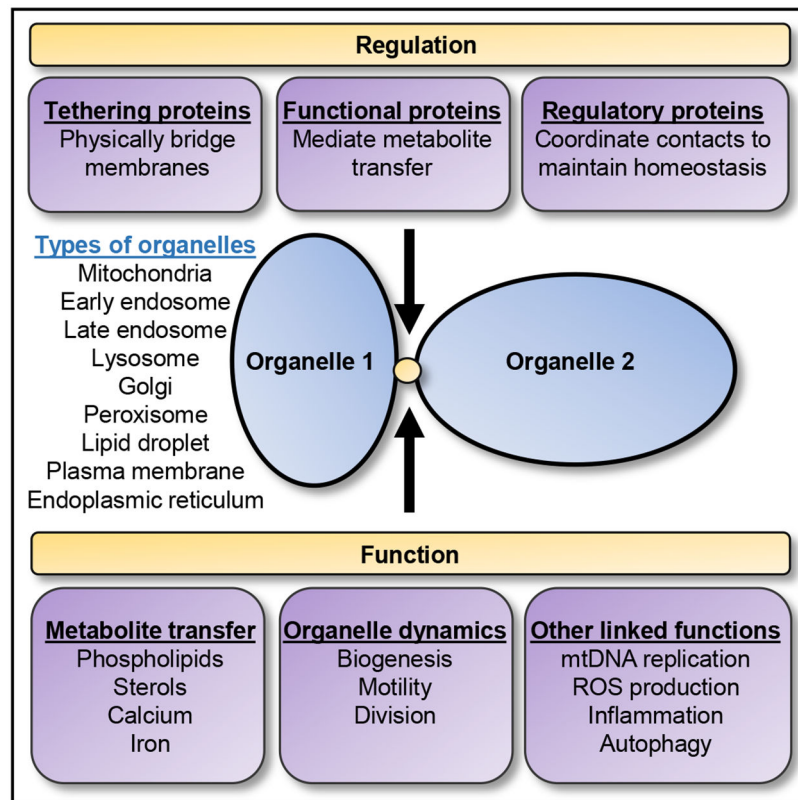 Regulation
Tethering proteins
Physically bridge
membranes
Functional proteins
Mediate metabolite
transfer
Regulatory proteins
Coordinate contacts to
maintain homeostasis
Types of organelles
Mitochondria
Early endosome
Late endosome
Lysosome
Golgi
Peroxisome
Lipid droplet
Plasma membrane
Endoplasmic reticulum
Organelle 1
Organelle 2
Function
Metabolite transfer
Phospholipids
Sterols
Calcium
Iron
Organelle dynamics
Biogenesis
Motility
Division
Other linked functions
mtDNA replication
ROS production
Inflammation
Autophagy